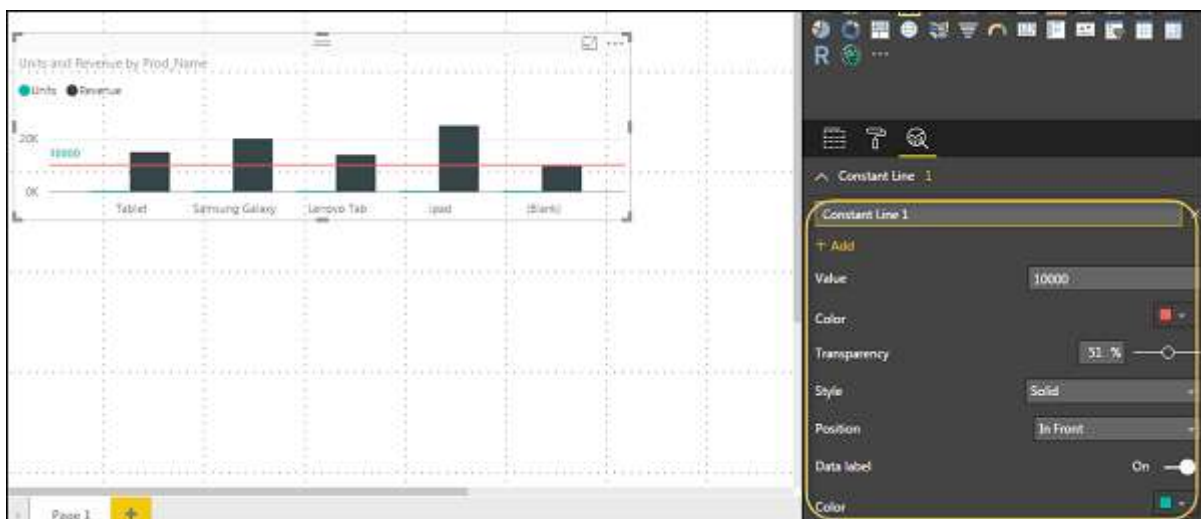 Units and Revenue by Prod_Name
Units Revenue
20K
10000
0K
Tablet Samsung Galaxy Lenovo Tab ipad (Blank)
Page 1
R
Constant Line 1
Constant Line 1
+ Add
Value 10000
Color
Transparency 51 %
Style Solid
Position In Front
Data label On
Color